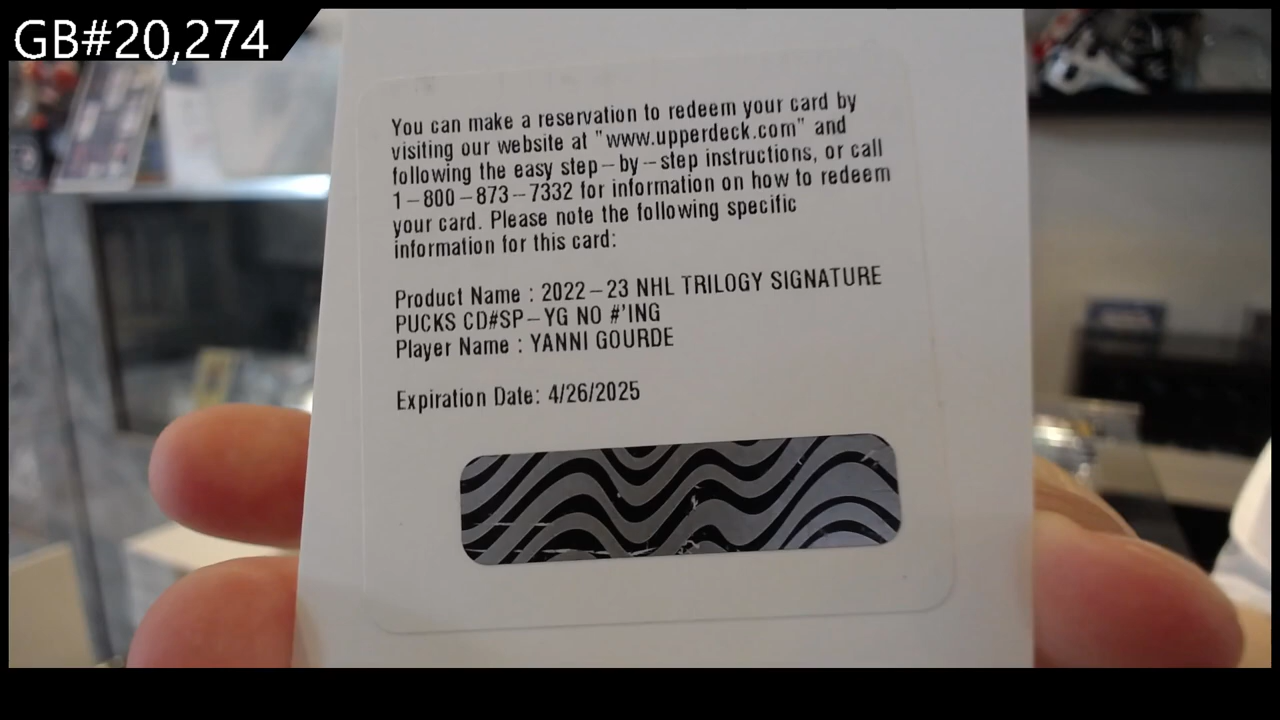 GB#20,274
You can make a reservation to redeem your card by
visiting our website at "www.upperdeck.com" and
following the easy step–by–step instructions, or call
1–800–873–7332 for information on how to redeem
your card. Please note the following specific
information for this card:
Product Name : 2022–23 NHL TRILOGY SIGNATURE
PUCKS CD#SP–YG NO #'ING
Player Name : YANNI GOURDE
Expiration Date: 4/26/2025